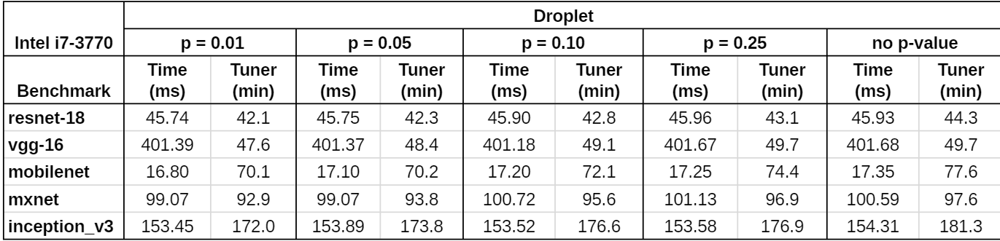 Droplet
Intel i7-3770 p = 0.01 p = 0.05 p = 0.10 p = 0.25 no p-value
Time Tuner Time Tuner Time Tuner Time Tuner Time Tuner
Benchmark (ms) (min) (ms) (min) (ms) (min) (ms) (min) (ms) (min)
resnet-18 45.74 42.1 45.75 42.3 45.90 42.8 45.96 43.1 45.93 44.3
vgg-16 401.39 47.6 401.37 48.4 401.18 49.1 401.67 49.7 401.68 49.7
mobilenet 16.80 70.1 17.10 70.2 17.20 72.1 17.25 74.4 17.35 77.6
mxnet 99.07 92.9 99.07 93.8 100.72 95.6 101.13 96.9 100.59 97.6
inception_v3 153.45 172.0 153.89 173.8 153.52 176.6 153.58 176.9 154.31 181.3